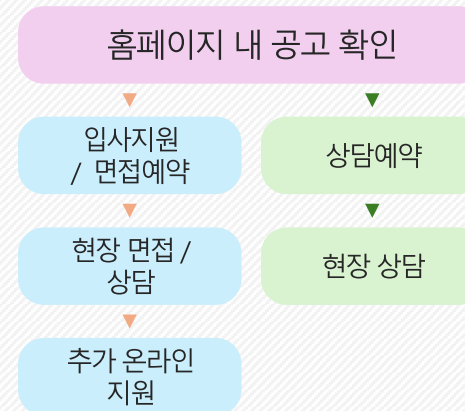 홈페이지 내 공고 확인
입사지원
/ 면접예약
상담예약
현장 면접 /
상담
현장 상담
추가 온라인
지원